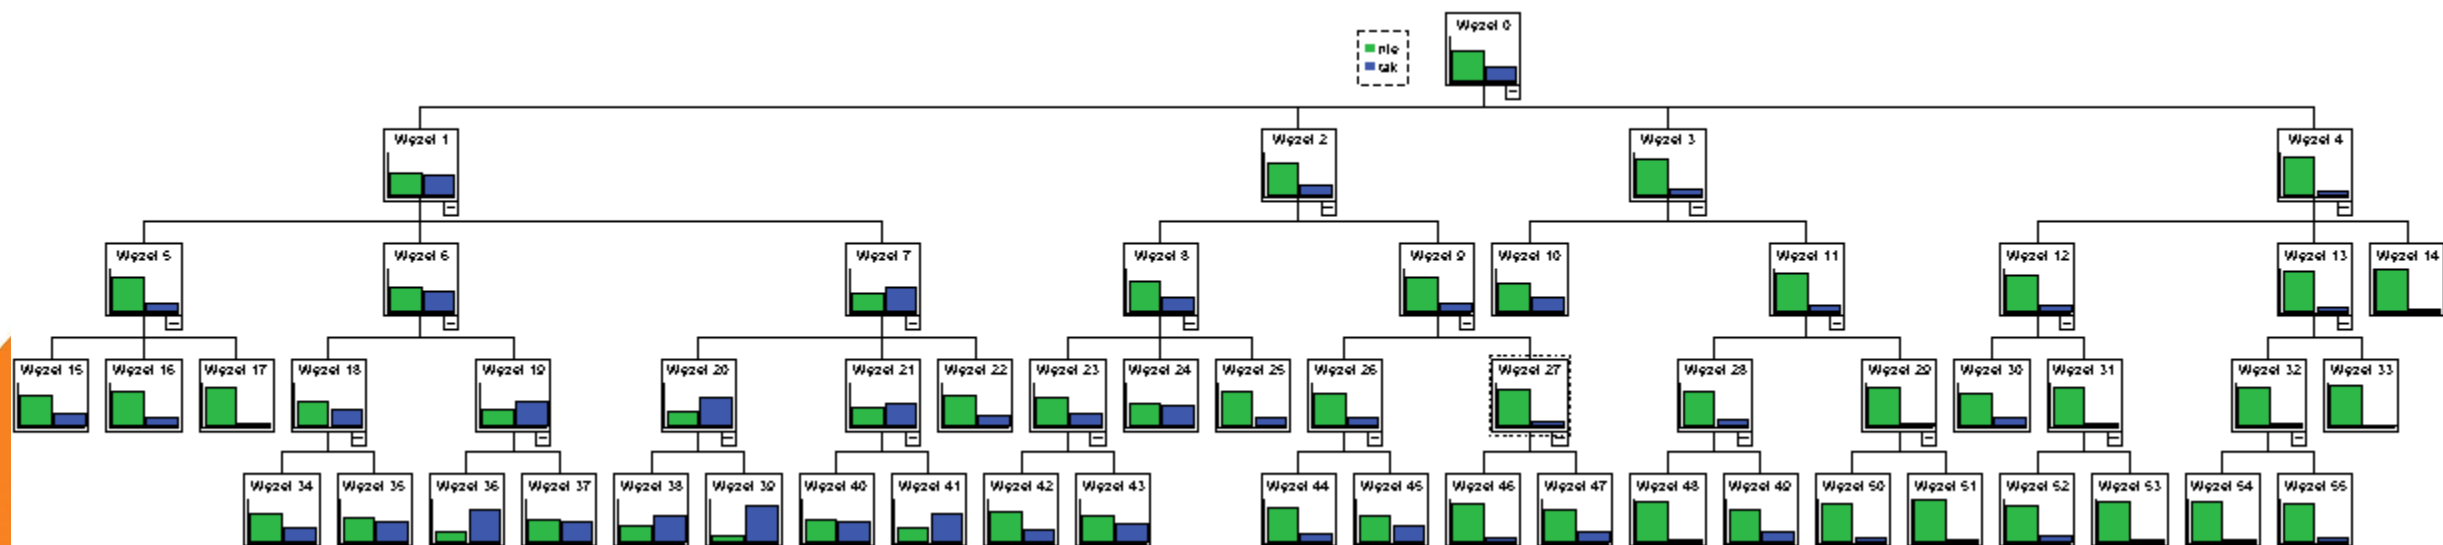 Węzeł 0
nie
tak
Węzeł 1
Węzeł 2
Węzeł 3
Węzeł 4
Węzeł 5
Węzeł 6
Węzeł 7
Węzeł 8
Węzeł 9
Węzeł 10
Węzeł 11
Węzeł 12
Węzeł 13
Węzeł 14
Węzeł 15
Węzeł 16
Węzeł 17
Węzeł 18
Węzeł 19
Węzeł 20
Węzeł 21
Węzeł 22
Węzeł 23
Węzeł 24
Węzeł 25
Węzeł 26
Węzeł 27
Węzeł 28
Węzeł 29
Węzeł 30
Węzeł 31
Węzeł 32
Węzeł 33
Węzeł 34
Węzeł 35
Węzeł 36
Węzeł 37
Węzeł 38
Węzeł 39
Węzeł 40
Węzeł 41
Węzeł 42
Węzeł 43
Węzeł 44
Węzeł 45
Węzeł 46
Węzeł 47
Węzeł 48
Węzeł 49
Węzeł 50
Węzeł 51
Węzeł 52
Węzeł 53
Węzeł 54
Węzeł 55